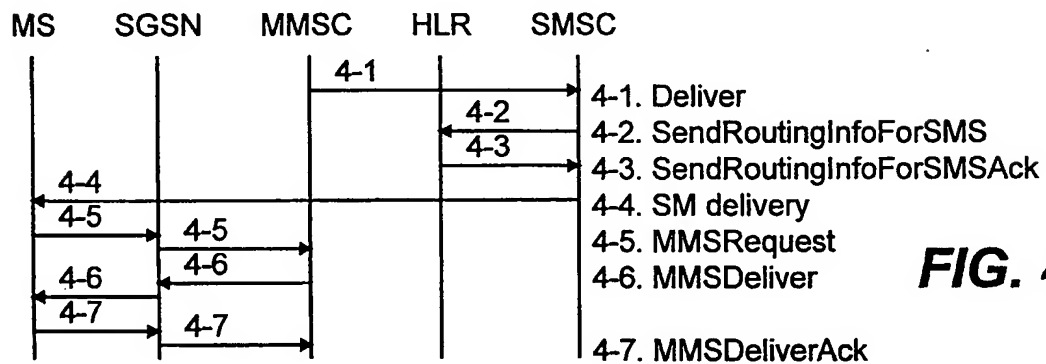 MS SGSN MMSC HLR SMSC
4-1
4-1. Deliver
4-2
4-2. SendRoutingInfoForSMS
4-3
4-3. SendRoutingInfoForSMSAck
4-4
4-4. SM delivery
4-5
4-5
4-5. MMSRequest
4-6
4-6
4-6. MMSDeliver
FIG. 4
4-7
4-7
4-7. MMSDeliverAck